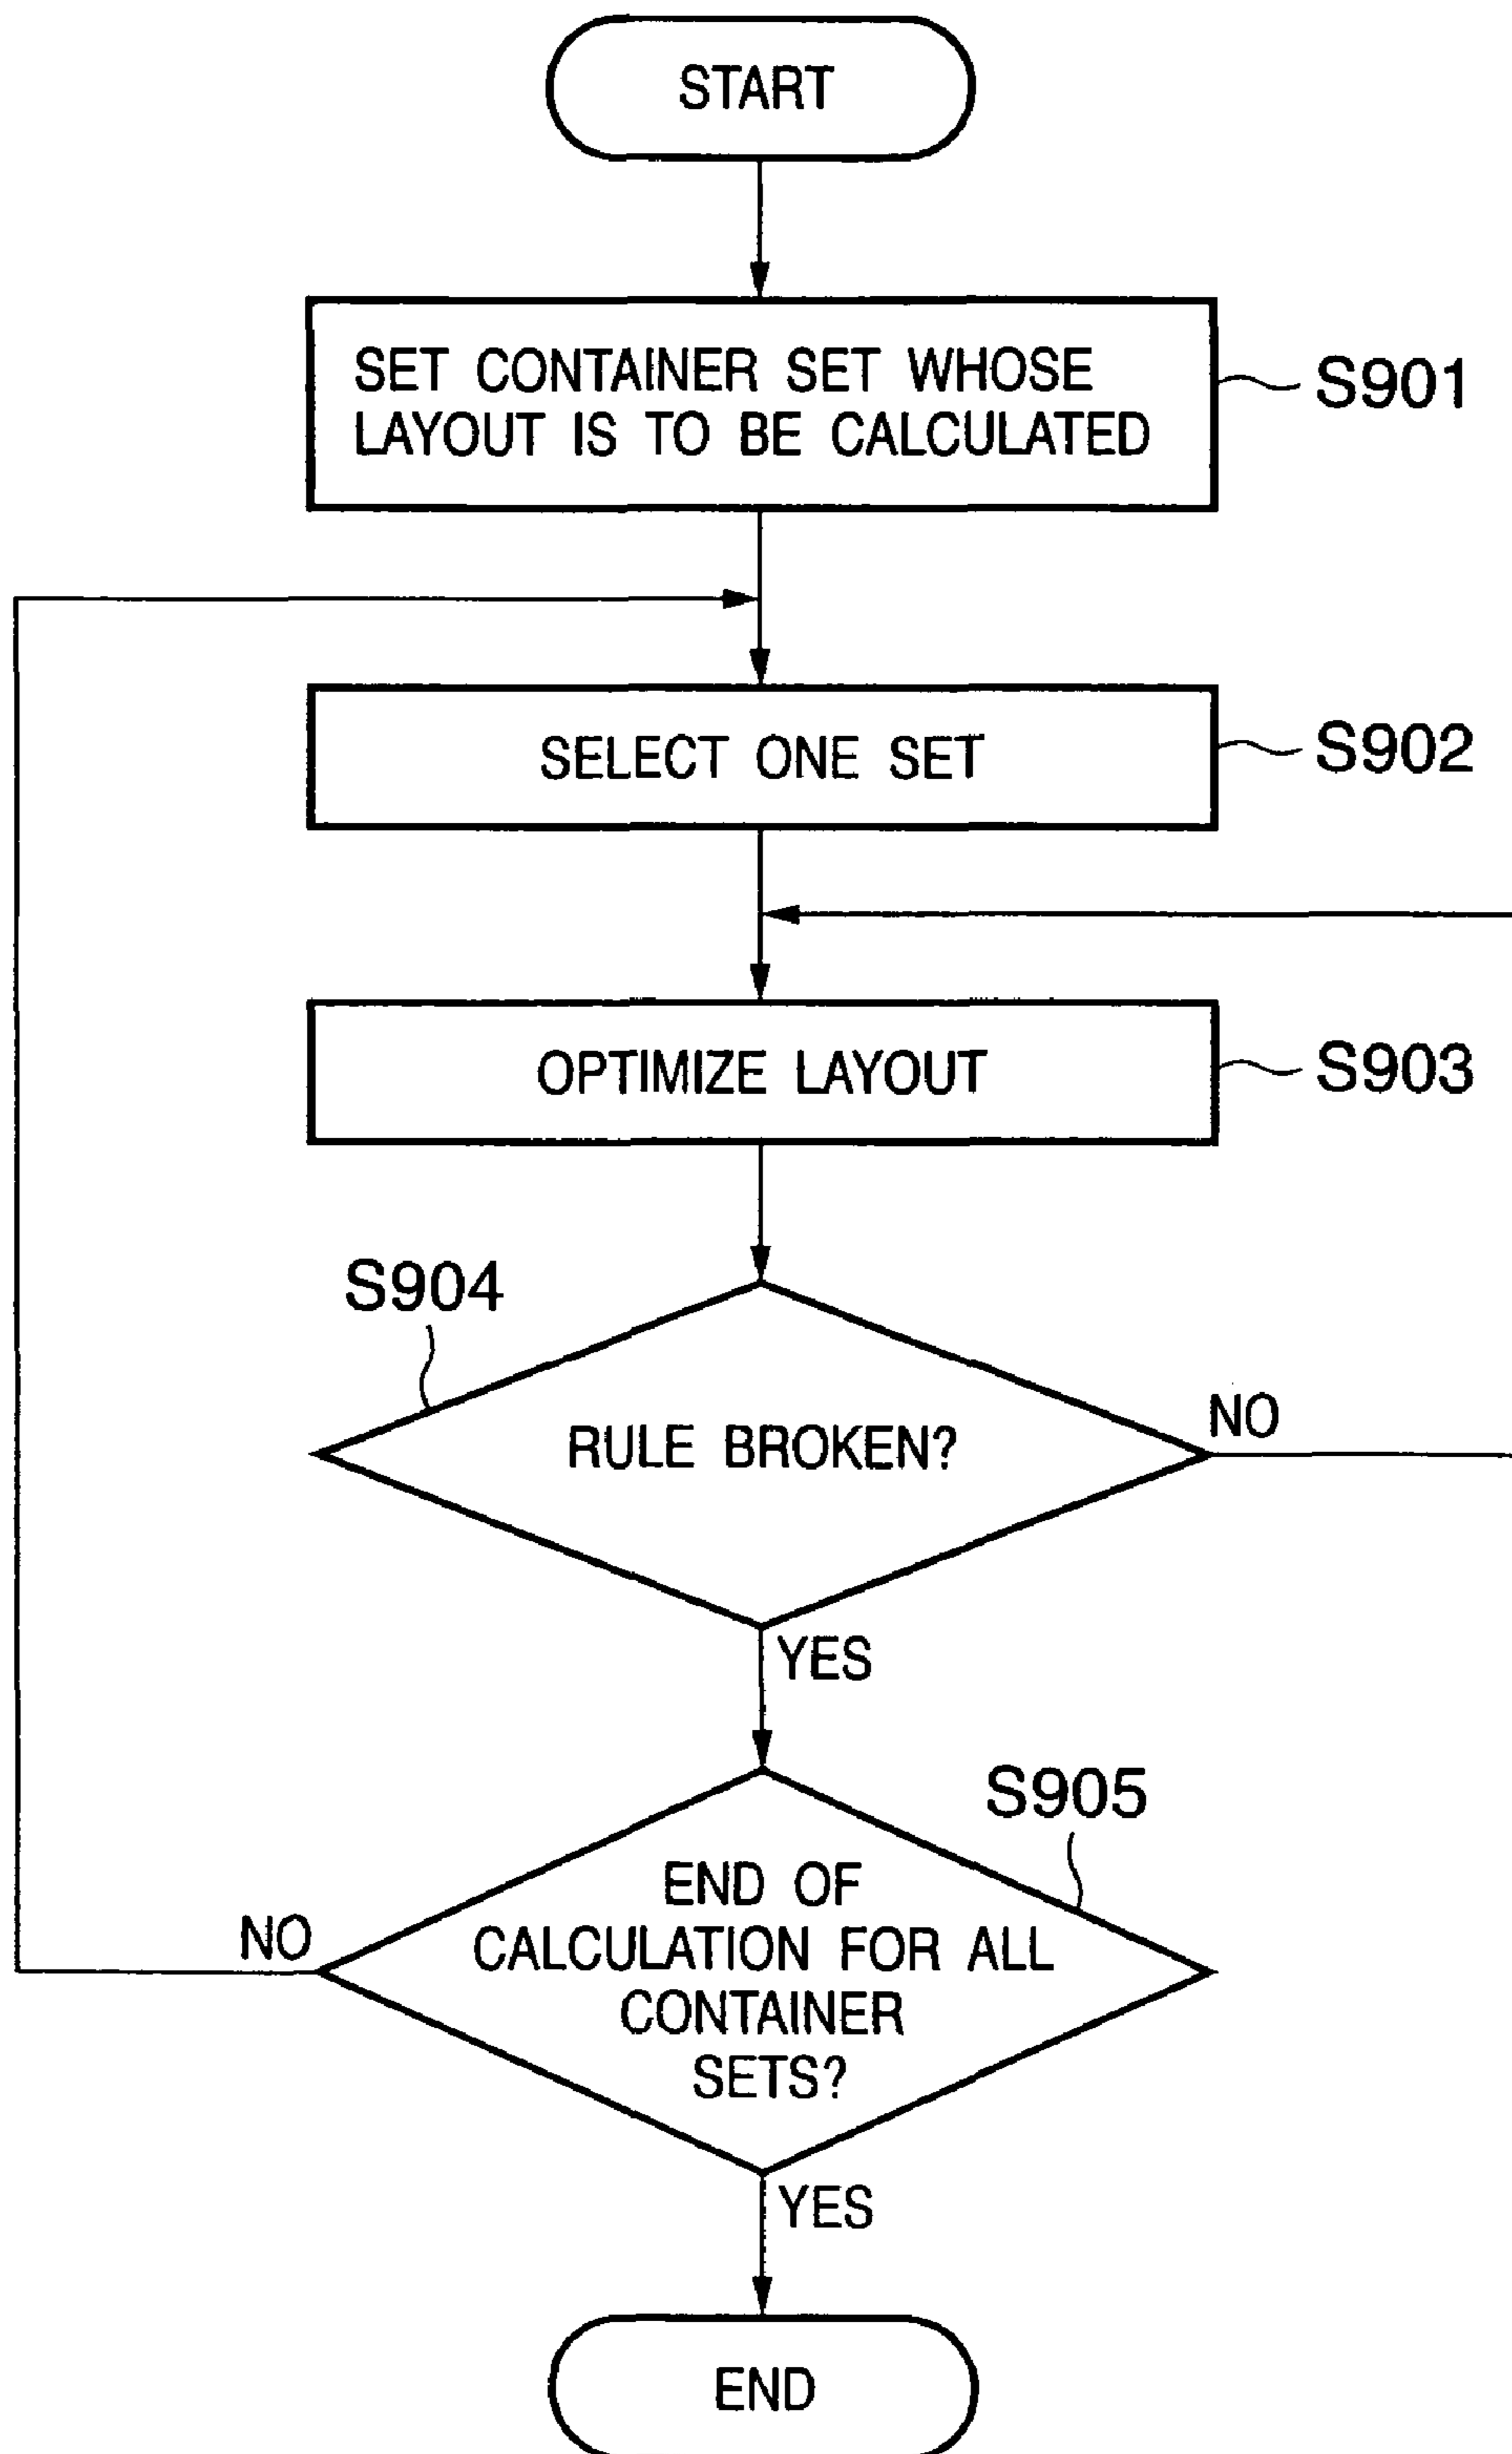 START
SET CONTAINER SET WHOSE
LAYOUT IS TO BE CALCULATED
S901
SELECT ONE SET
S902
OPTIMIZE LAYOUT
S903
S904
RULE BROKEN?
NO
YES
S905
END OF
CALCULATION FOR ALL
CONTAINER
SETS?
NO
YES
END